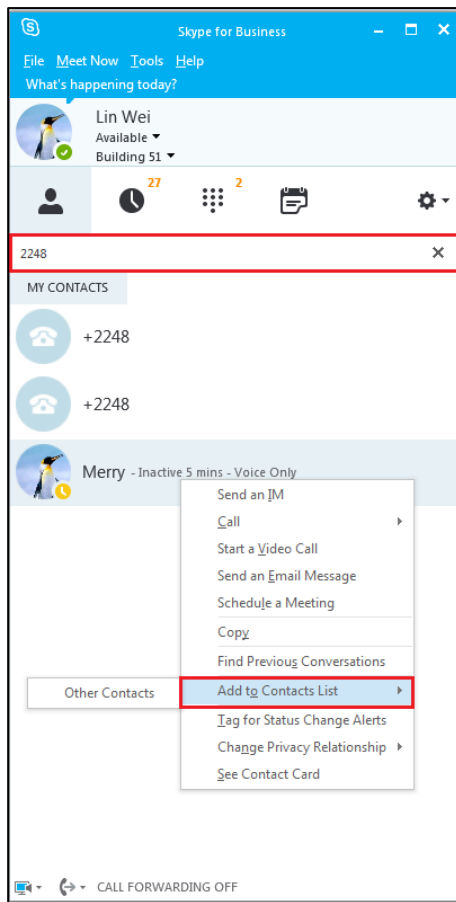 Skype for Business
File Meet Now Tools Help
What's happening today?
Lin Wei
Available
Building 51
27 2
2248
MY CONTACTS
+2248
+2248
Merry - Inactive 5 mins - Voice Only
Send an IM
Call
Start a Video Call
Send an Email Message
Schedule a Meeting
Copy
Find Previous Conversations
Other Contacts Add to Contacts List
Tag for Status Change Alerts
Change Privacy Relationship
See Contact Card
CALL FORWARDING OFF